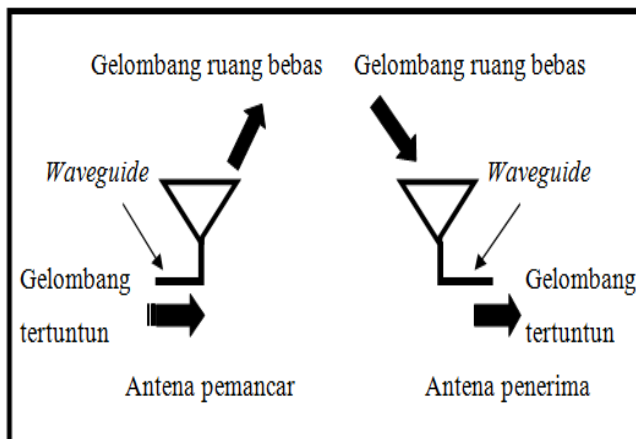 Gelombang ruang bebas
Gelombang ruang bebas
Waveguide
Waveguide
Gelombang
tertuntun
Gelombang
tertuntun
Antena pemancar
Antena penerima